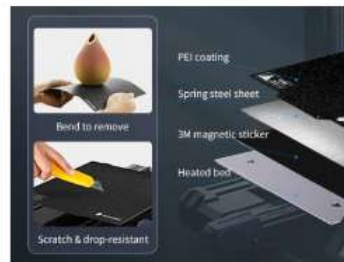 Bend to remove
Scratch & drop-resistant
PEI coating
Spring steel sheet
3M magnetic sticker
Heated bed